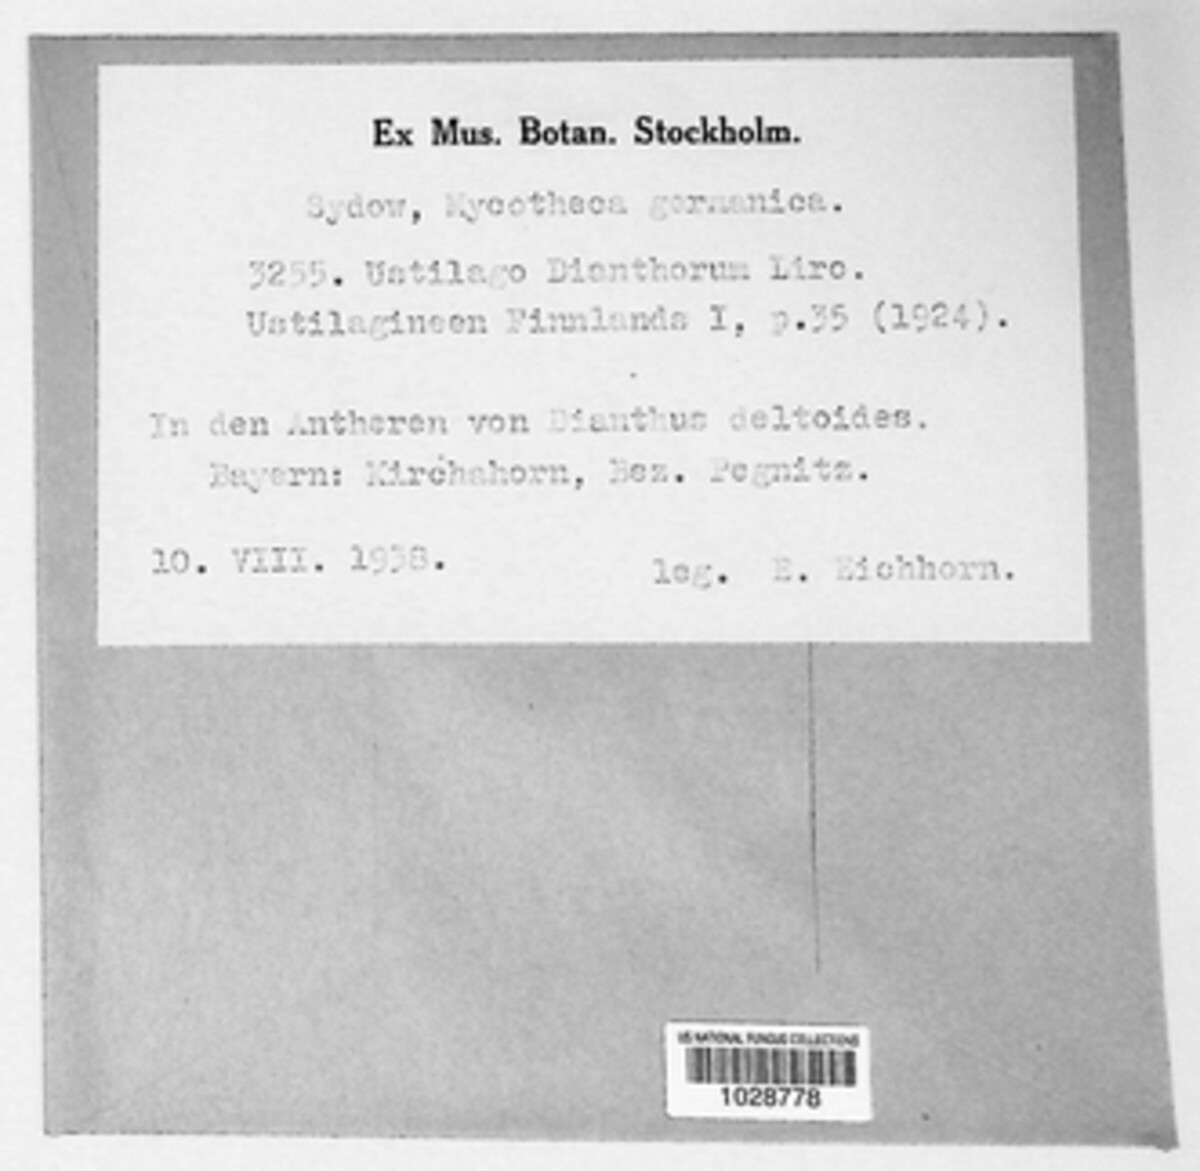 Ex Mus. Botan. Stockholm.
Sydow, Mycotheca germanica.
3255. Ustilago Dianthorum Liro.
Ustilagineen Finnlands I, p.35 (1924).
In den Antheren von Dianthus deltoides.
Bayern: Kirchahorn, Bez. Pegnitz.
10. VIII. 1938.
leg. E. Eichhorn.
US NATIONAL FUNGUS COLLECTIONS
1028778